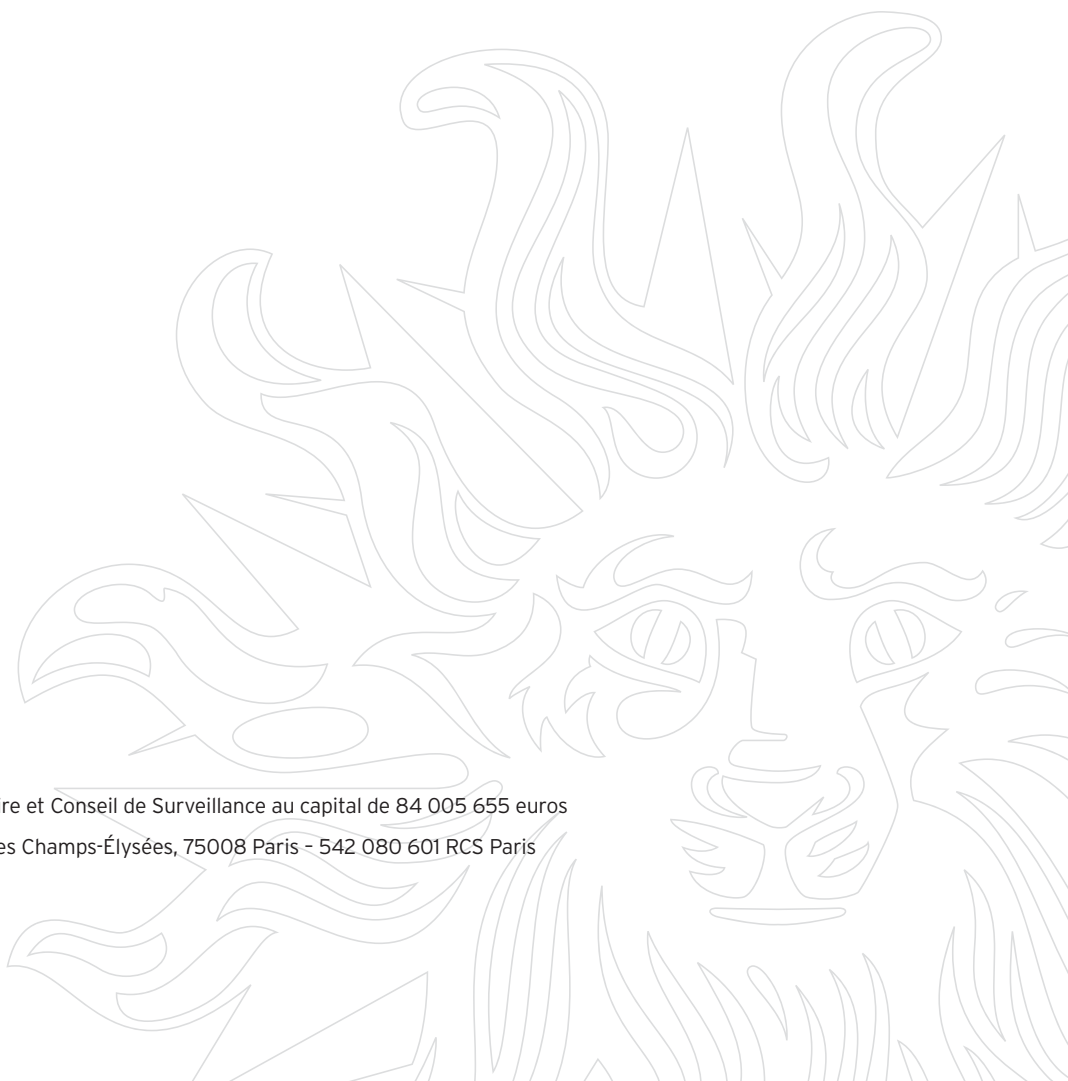 ire et Conseil de Surveillance au capital de 84 005 655 euros
es Champs-Élysées, 75008 Paris – 542 080 601 RCS Paris